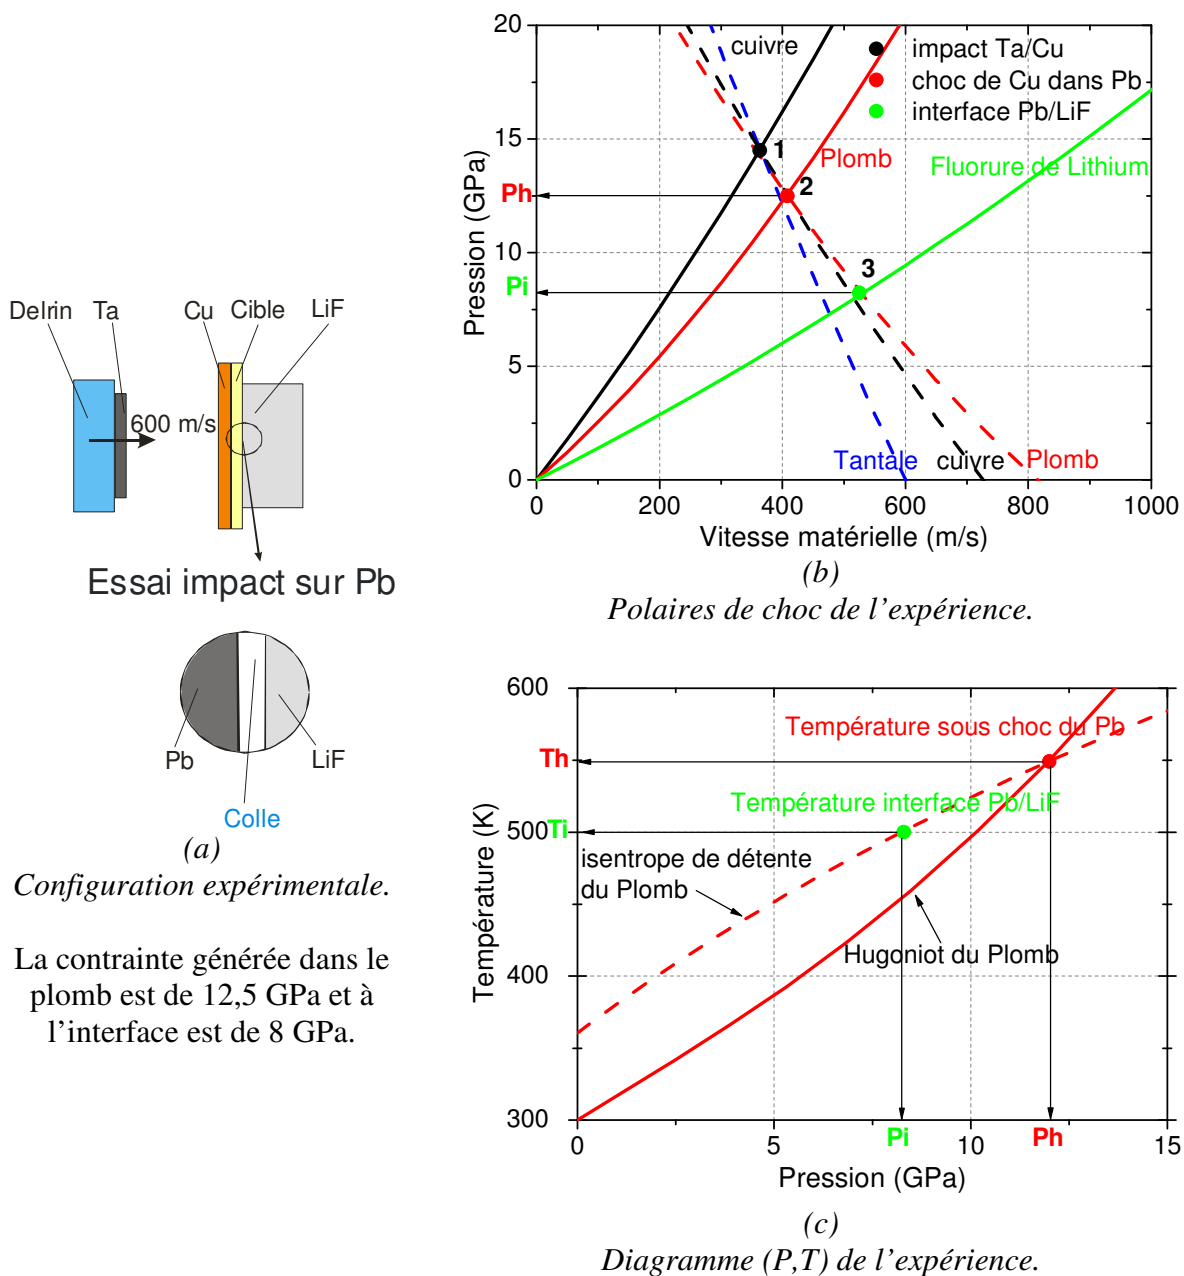 Delrin Ta Cu Cible LiF
600 m/s
Essai impact sur Pb
Pb
LiF
Colle
(a)
Configuration expérimentale.
La contrainte générée dans le
plomb est de 12,5 GPa et à
l’interface est de 8 GPa.
20
15
10
5
0
Pression (GPa)
Ph
Pi
cuivre
impact Ta/Cu
choc de Cu dans Pb
interface Pb/LiF
1
Plomb
Fluorure de Lithium
2
3
Tantale cuivre Plomb
0 200 400 600 800 1000
Vitesse matérielle (m/s)
(b)
Polaires de choc de l’expérience.
600
500
400
300
Température (K)
Th
Ti
Température sous choc du Pb
Température interface Pb/LiF
isentrope de détente
du Plomb
Hugoniot du Plomb
Pi Ph
0 5 10 15
Pression (GPa)
(c)
Diagramme (P,T) de l’expérience.